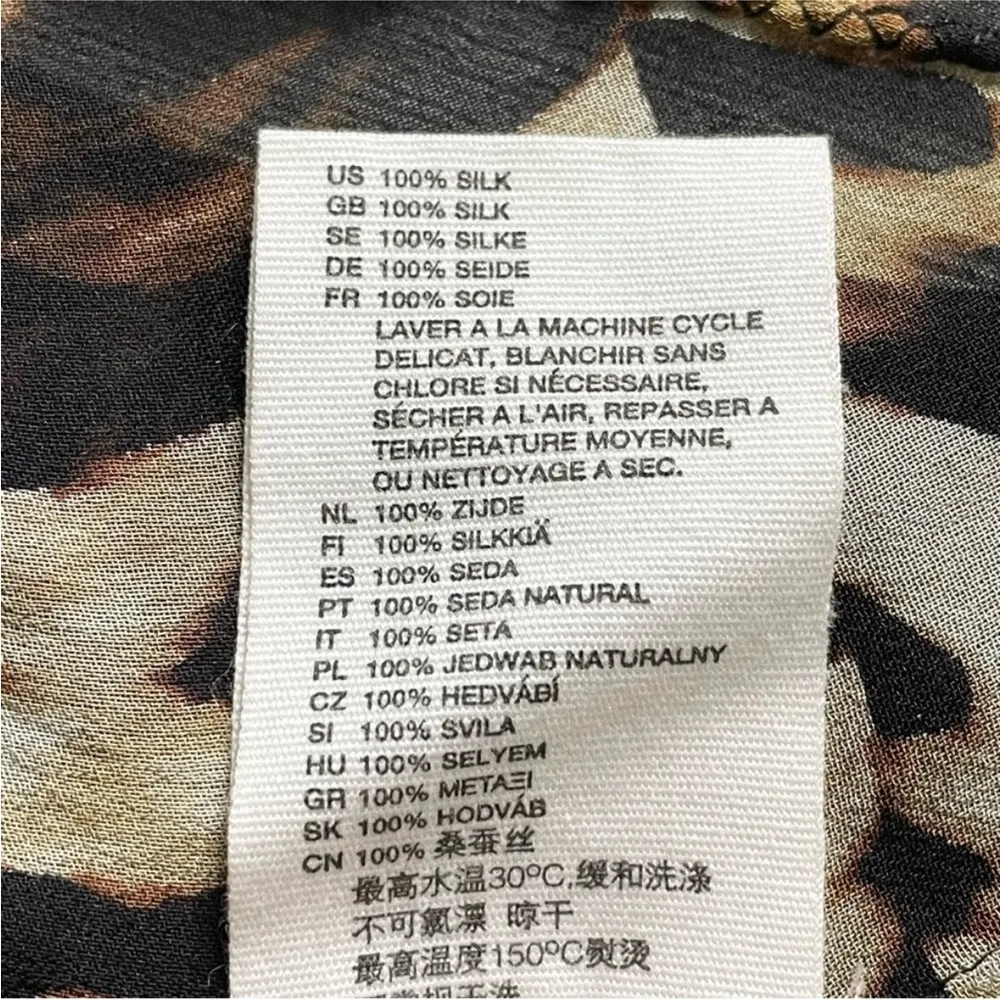 US 100% SILK
GB 100% SILK
SE 100% SILKE
DE 100% SEIDE
FR 100% SOIE
LAVER A LA MACHINE CYCLE
DELICAT, BLANCHIR SANS
CHLORE SI NÉCESSAIRE,
SÉCHER A L'AIR, REPASSER A
TEMPÉRATURE MOYENNE,
OU NETTOYAGE A SEC.
NL 100% ZIJDE
FI 100% SILKKIÄ
ES 100% SEDA
PT 100% SEDA NATURAL
IT 100% SETA
PL 100% JEDWAB NATURALNY
CZ 100% HEDVÁBÍ
SI 100% SVILA
HU 100% SELYEM
GR 100% ΜΕΤΑΞΙ
SK 100% HODVÁB
CN 100% 桑蚕丝
最高水温30ºC,缓和洗涤
不可氯漂 晾干
最高温度150ºC熨烫